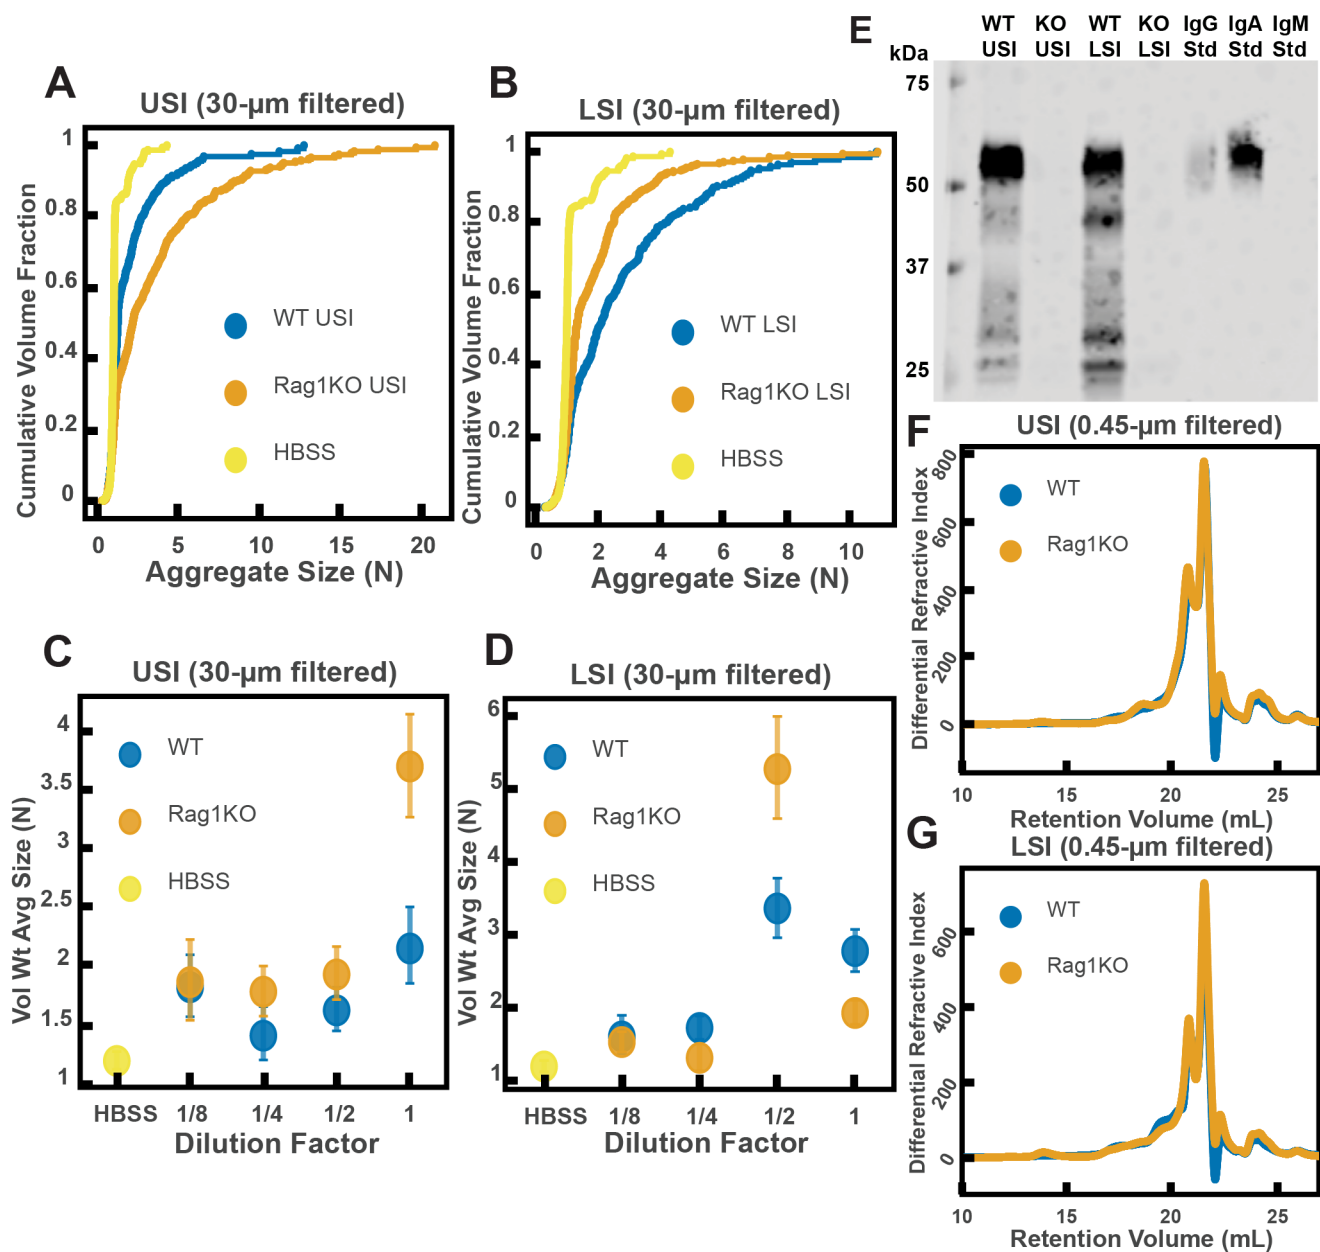 A
USI (30-µm filtered)
Cumulative Volume Fraction
1
0.8
0.6
0.4
0.2
0
WT USI
Rag1KO USI
HBSS
0 5 10 15 20
Aggregate Size (N)
B
LSI (30-µm filtered)
Cumulative Volume Fraction
1
0.8
0.6
0.4
0.2
0
WT LSI
Rag1KO LSI
HBSS
0 2 4 6 8 10
Aggregate Size (N)
E
WT KO WT KO IgG IgA IgM
USI USI LSI LSI Std Std Std
kDa
75
50
37
25
C
USI (30-µm filtered)
Vol Wt Avg Size (N)
4
3.5
3
2.5
2
1.5
1
WT
Rag1KO
HBSS
HBSS 1/8 1/4 1/2 1
Dilution Factor
D
LSI (30-µm filtered)
Vol Wt Avg Size (N)
6
5
4
3
2
1
WT
Rag1KO
HBSS
HBSS 1/8 1/4 1/2 1
Dilution Factor
F
USI (0.45-µm filtered)
Differential Refractive Index
800
600
400
200
0
WT
Rag1KO
10 15 20 25
Retention Volume (mL)
G
LSI (0.45-µm filtered)
Differential Refractive Index
600
400
200
0
WT
Rag1KO
10 15 20 25
Retention Volume (mL)